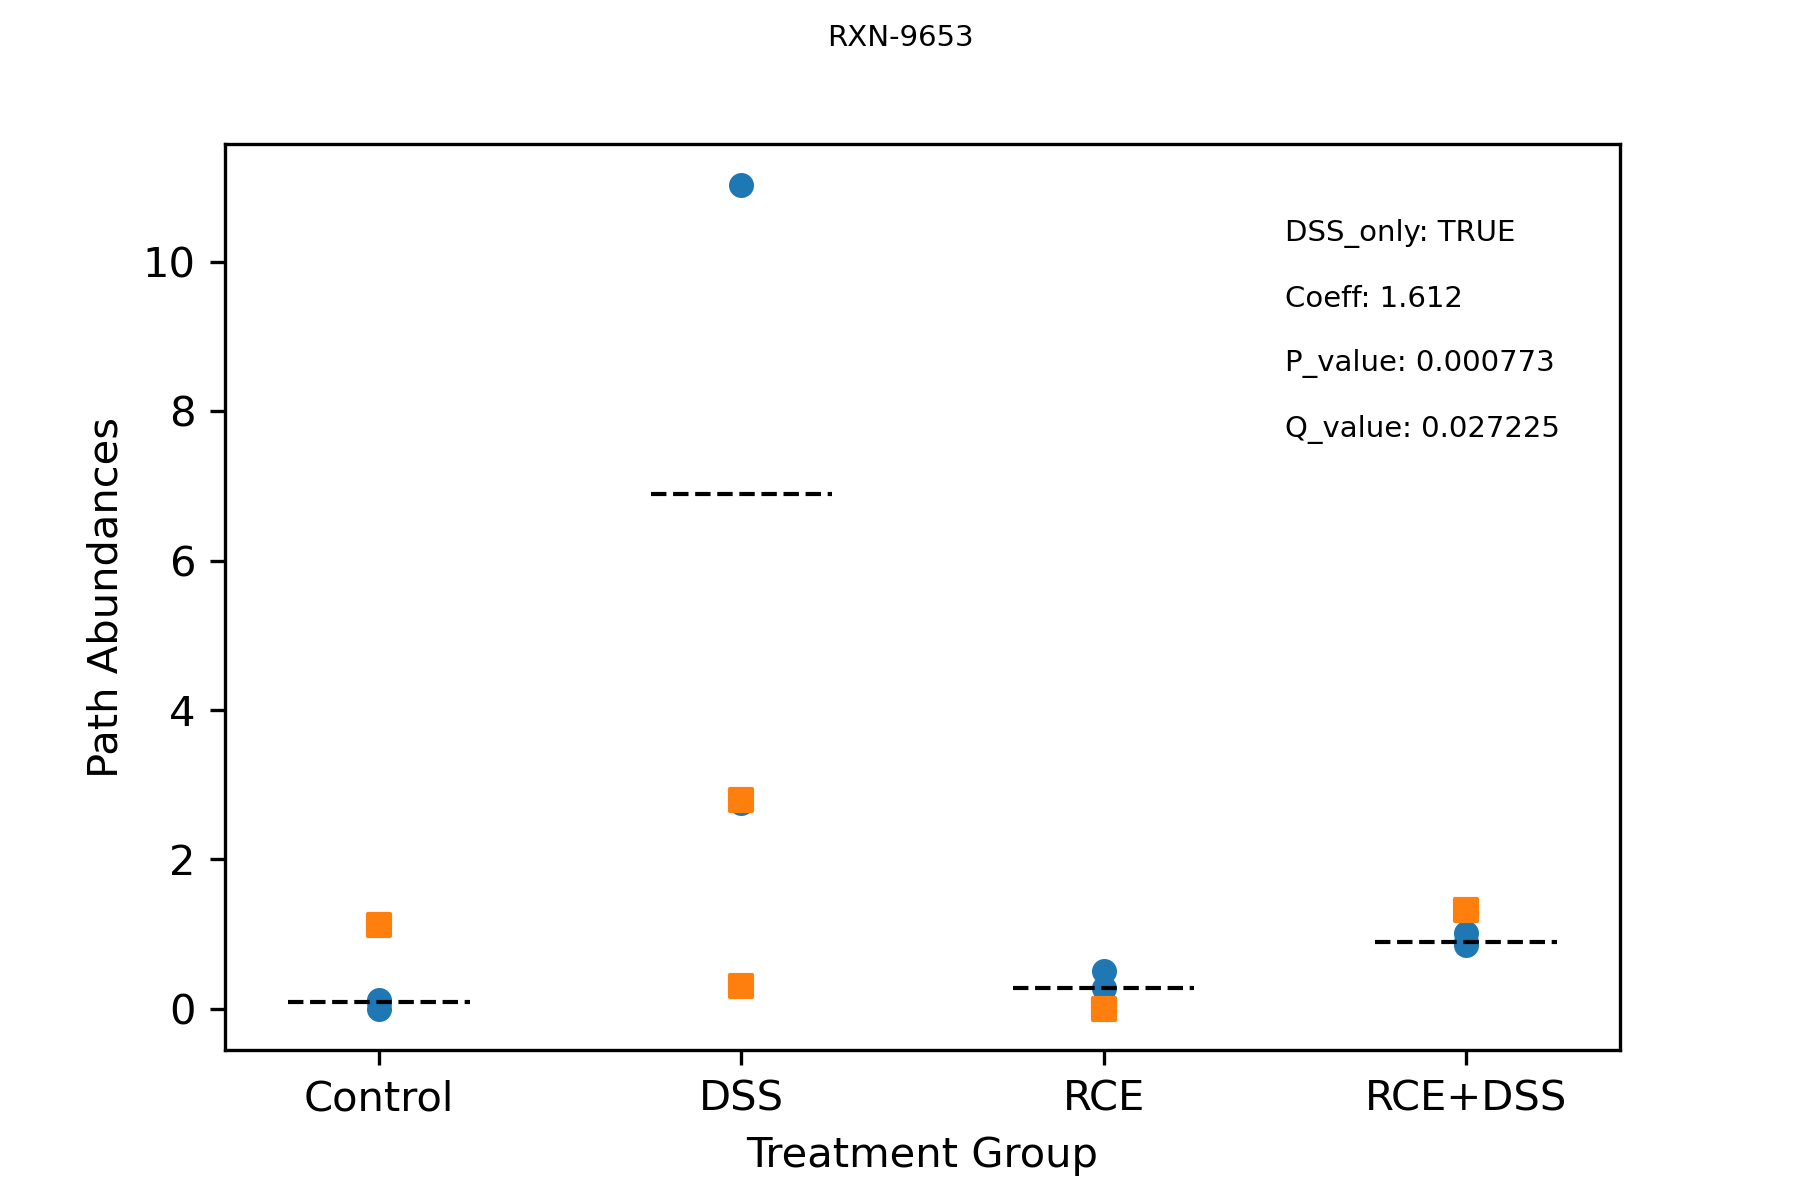 RXN-9653
DSS_only: TRUE
Coeff: 1.612
P_value: 0.000773
Q_value: 0.027225
Path Abundances
10
8
6
4
2
0
Control
DSS
RCE
RCE+DSS
Treatment Group